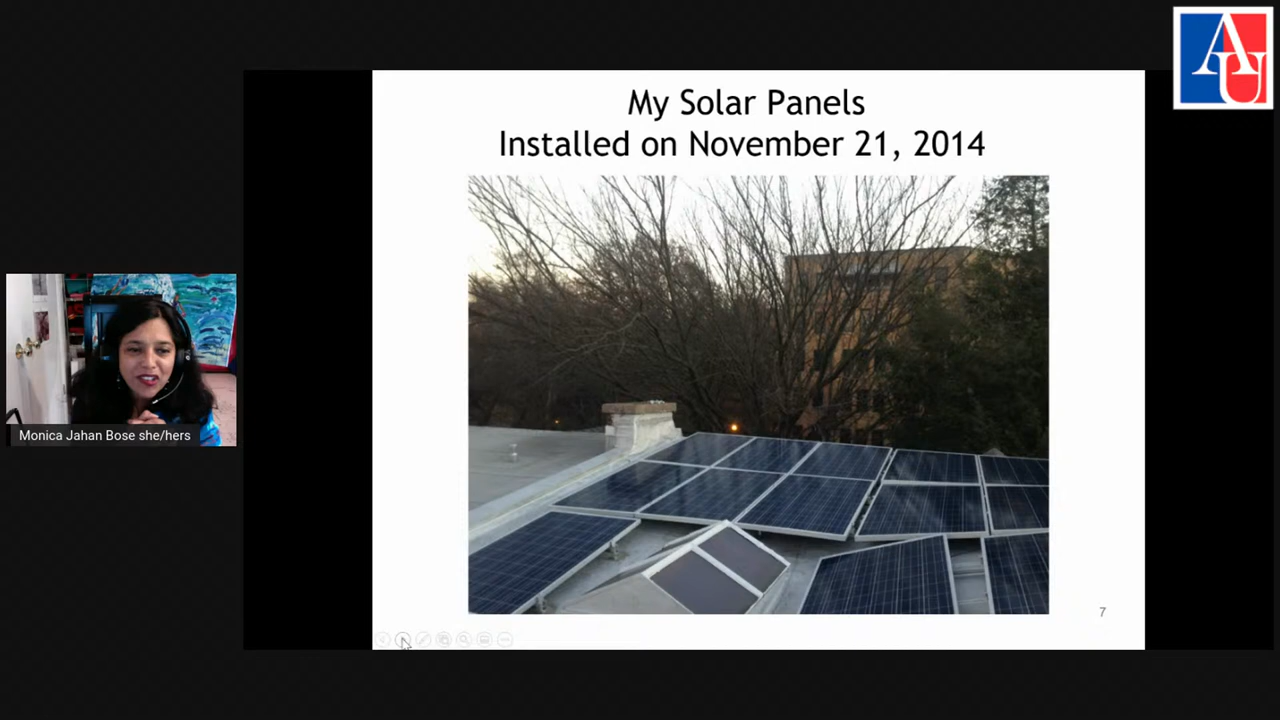 AU
My Solar Panels
Installed on November 21, 2014
Monica Jahan Bose she/hers
7